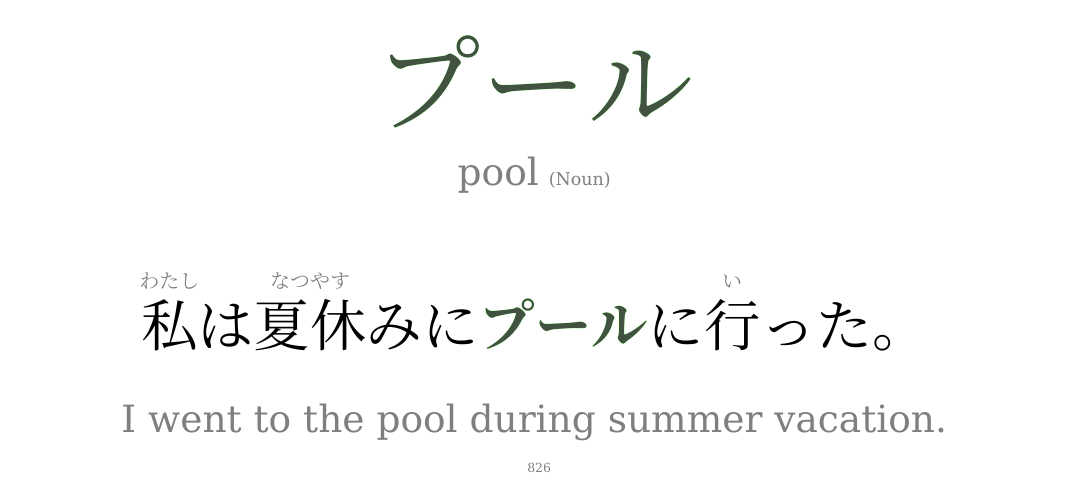 プール
pool (Noun)
わたし なつやす い
私は夏休みにプールに行った。
I went to the pool during summer vacation.
826